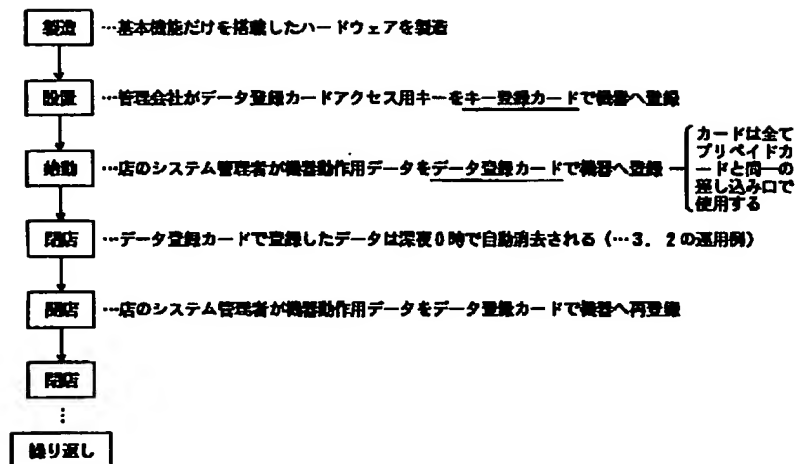 製造 …基本機能だけを搭載したハードウェアを製造
設置 …管理会社がデータ登録カードアクセス用キーをキー登録カードで機器へ登録
始動 …店のシステム管理者が機器動作用データをデータ登録カードで機器へ登録
カードは全て
プリペイドカ
ードと同一の
差し込み口で
使用する
閉店 …データ登録カードで登録したデータは深夜0時で自動消去される (…3. 2の運用例)
開店 …店のシステム管理者が機器動作用データをデータ登録カードで機器へ再登録
閉店
⋮
繰り返し